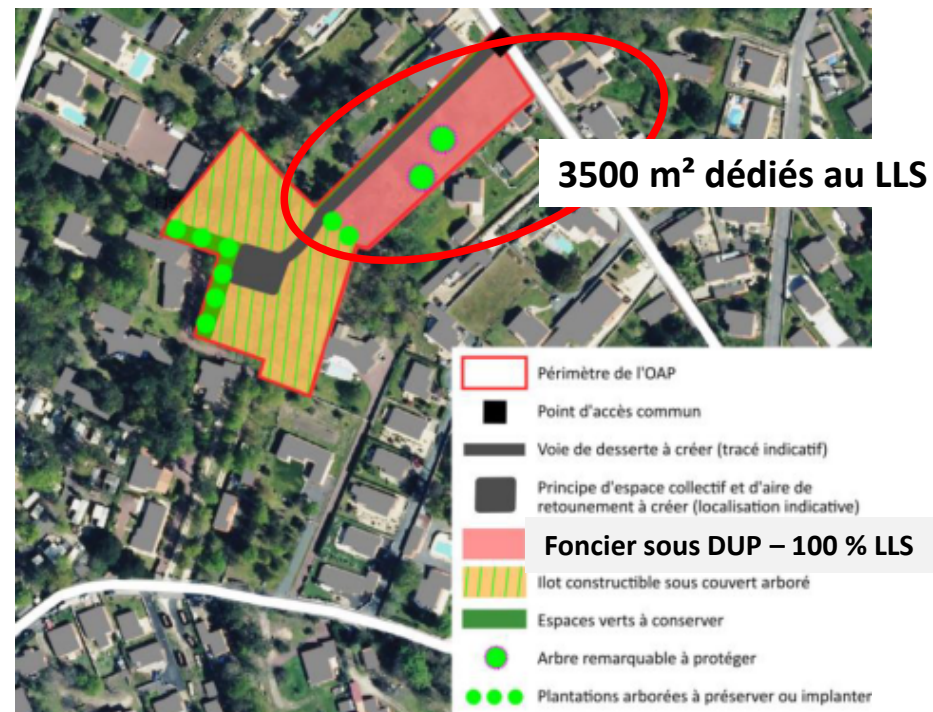 3500 m² dédiés au LLS
Périmètre de l'OAP
Point d'accès commun
Voie de desserte à créer (tracé indicatif)
Principe d'espace collectif et d'aire de
retounement à créer (localisation indicative)
Foncier sous DUP – 100 % LLS
Ilot constructible sous couvert arboré
Espaces verts à conserver
Arbre remarquable à protéger
Plantations arborées à préserver ou implanter